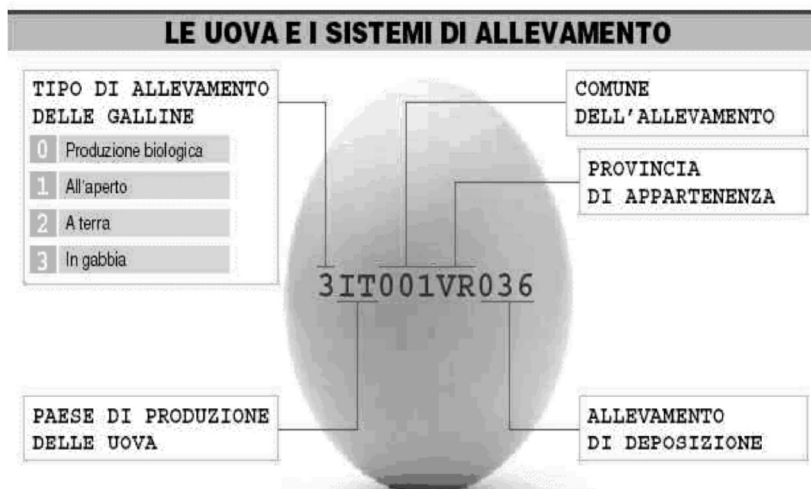 LE UOVA E I SISTEMI DI ALLEVAMENTO
TIPO DI ALLEVAMENTO
DELLE GALLINE
0 Produzione biologica
1 All'aperto
2 A terra
3 In gabbia
COMUNE
DELL'ALLEVAMENTO
PROVINCIA
DI APPARTENENZA
3IT001VR036
PAESE DI PRODUZIONE
DELLE UOVA
ALLEVAMENTO
DI DEPOSIZIONE